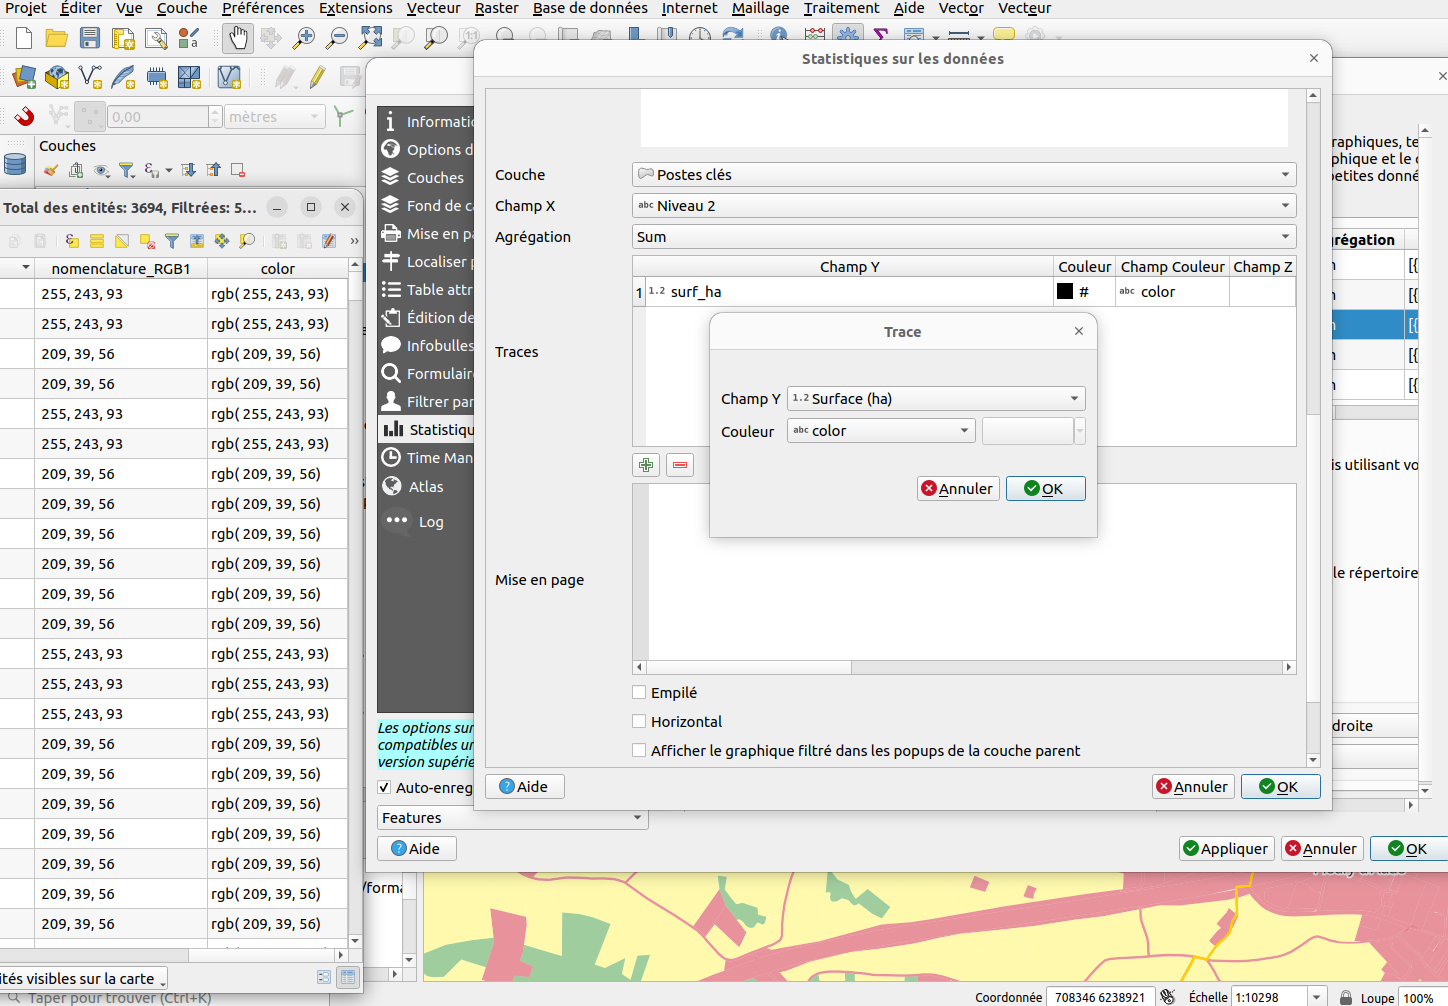 Projet Éditer Vue Couche Préférences Extensions Vecteur Raster Base de données Internet Maillage Traitement Aide Vector Vecteur
0,00 mètres
Couches
Total des entités: 3694, Filtrées: 5...
nomenclature_RGB1 color
255, 243, 93 rgb( 255, 243, 93)
255, 243, 93 rgb( 255, 243, 93)
209, 39, 56 rgb( 209, 39, 56)
209, 39, 56 rgb( 209, 39, 56)
255, 243, 93 rgb( 255, 243, 93)
255, 243, 93 rgb( 255, 243, 93)
209, 39, 56 rgb( 209, 39, 56)
209, 39, 56 rgb( 209, 39, 56)
209, 39, 56 rgb( 209, 39, 56)
209, 39, 56 rgb( 209, 39, 56)
209, 39, 56 rgb( 209, 39, 56)
209, 39, 56 rgb( 209, 39, 56)
255, 243, 93 rgb( 255, 243, 93)
255, 243, 93 rgb( 255, 243, 93)
255, 243, 93 rgb( 255, 243, 93)
209, 39, 56 rgb( 209, 39, 56)
209, 39, 56 rgb( 209, 39, 56)
209, 39, 56 rgb( 209, 39, 56)
209, 39, 56 rgb( 209, 39, 56)
209, 39, 56 rgb( 209, 39, 56)
209, 39, 56 rgb( 209, 39, 56)
209, 39, 56 rgb( 209, 39, 56)
ités visibles sur la carte
Taper pour trouver (Ctrl+K)
Informatio
Options d
Couches
Fond de ca
Mise en pa
Localiser p
Table attr
Édition de
Infobulles
Formulair
Filtrer par
Statistiqu
Time Man
Atlas
Log
Les options sur
compatibles un
version supérie
Auto-enreg
Features
Aide
/forma
Statistiques sur les données
Couche Postes clés
Champ X abc Niveau 2
Agrégation Sum
Champ Y Couleur Champ Couleur Champ Z
1 1.2 surf_ha # abc color
Traces
Trace
Champ Y 1.2 Surface (ha)
Couleur abc color
Annuler OK
Mise en page
Empilé
Horizontal
Afficher le graphique filtré dans les popups de la couche parent
Aide Annuler OK
Appliquer Annuler OK
raphiques, te
phique et le c
petites donné
grégation
[{
[{
[{
[{
[{
is utilisant vo
le répertoire
droite
Coordonnée 708346 6238921 Échelle 1:10298 Loupe 100%